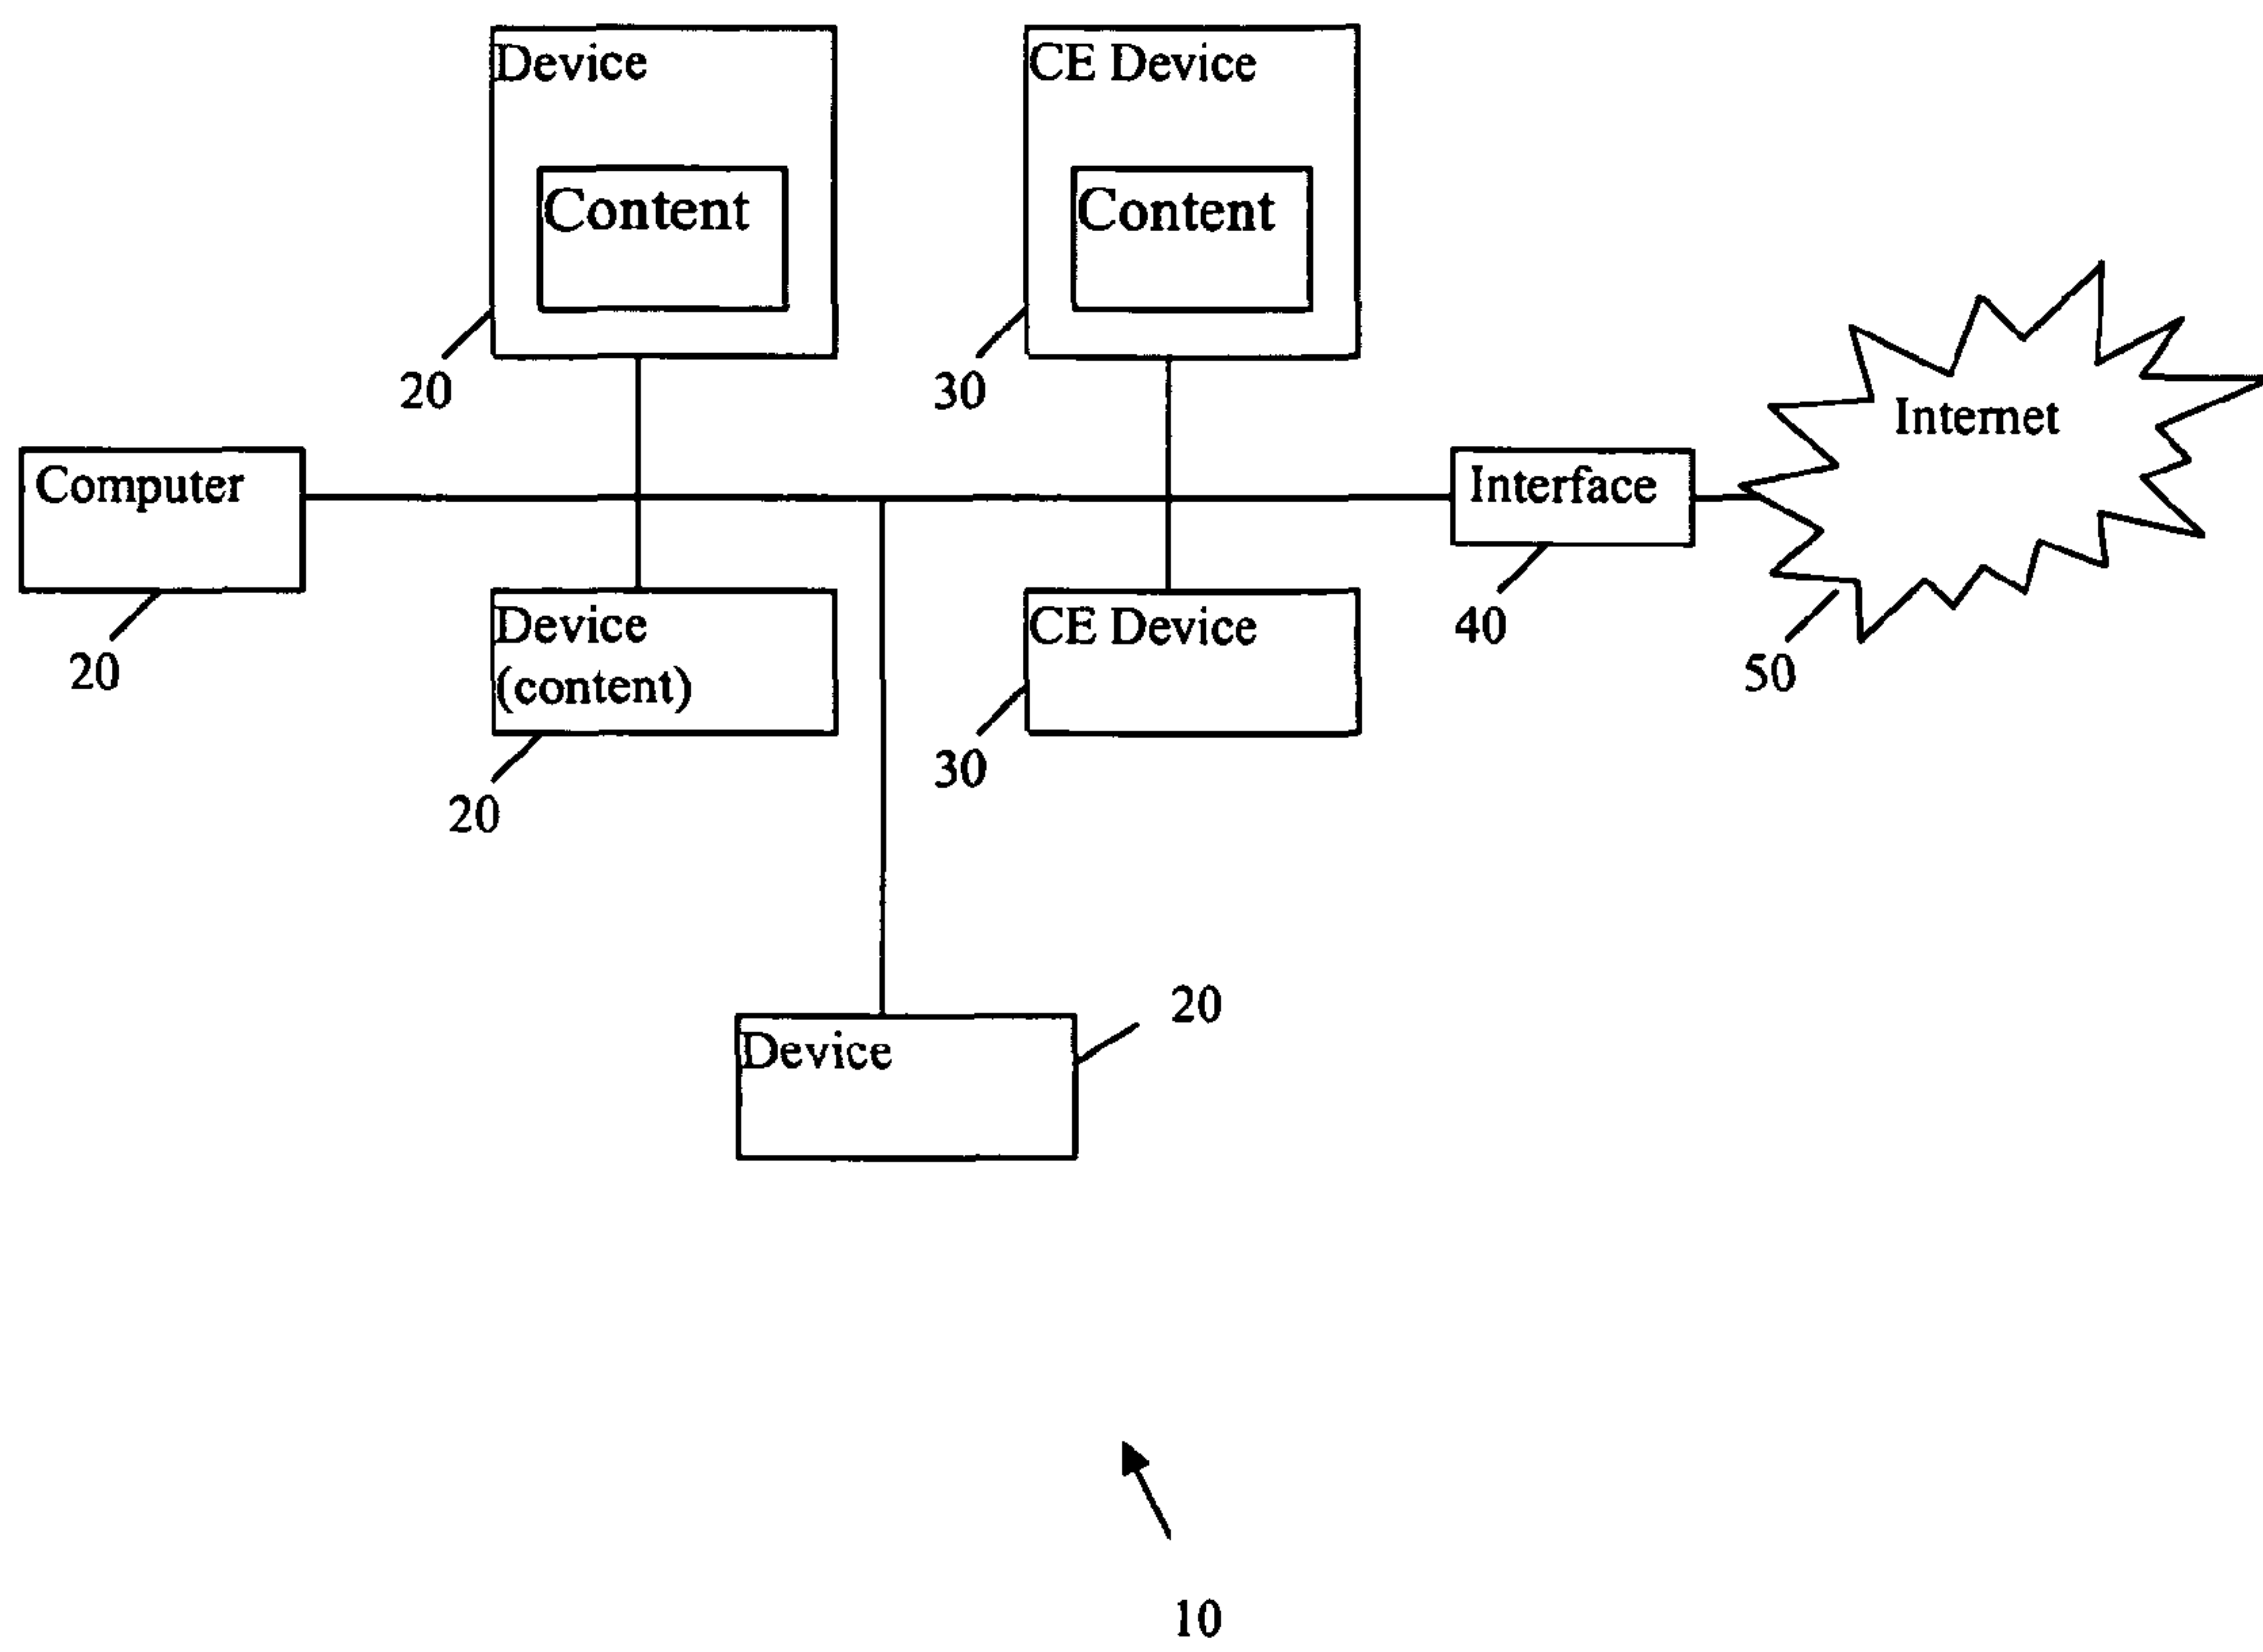 Device
CE Device
Content
Content
20
30
Internet
Computer
Interface
20
Device
(content)
CE Device
40
50
20
30
Device
20
10